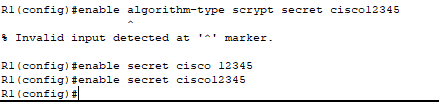 R1(config)#enable algorithm-type scrypt secret cisco12345
^
% Invalid input detected at '^' marker.
R1(config)#enable secret cisco 12345
R1(config)#enable secret cisco12345
R1(config)#